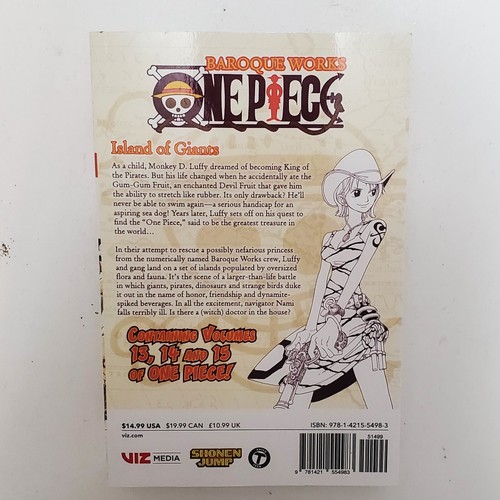 BAROQUE WORKS
ONE PIECE
Island of Giants
As a child, Monkey D. Luffy dreamed of becoming King of
the Pirates. But his life changed when he accidentally ate the
Gum-Gum Fruit, an enchanted Devil Fruit that gave him
the ability to stretch like rubber. Its only drawback? He'll
never be able to swim again—a serious handicap for an
aspiring sea dog! Years later, Luffy sets off on his quest to
find the "One Piece," said to be the greatest treasure in
the world...
In their attempt to rescue a possibly nefarious princess
from the numerically named Baroque Works crew, Luffy
and gang land on a set of islands populated by oversized
flora and fauna. It's the scene of a larger-than-life battle
in which giants, pirates, dinosaurs and strange birds duke
it out in the name of honor, friendship and dynamite-
spiked beverages. In all the excitement, navigator Nami
falls terribly ill. Is there a (witch) doctor in the house?
Containing Volumes
13, 14 and 15
of ONE PIECE!
$14.99 USA $19.99 CAN £10.99 UK
ISBN: 978-1-4215-5498-3
viz.com
51499
VIZ MEDIA
SHONEN
JUMP
T
9 781421 554983